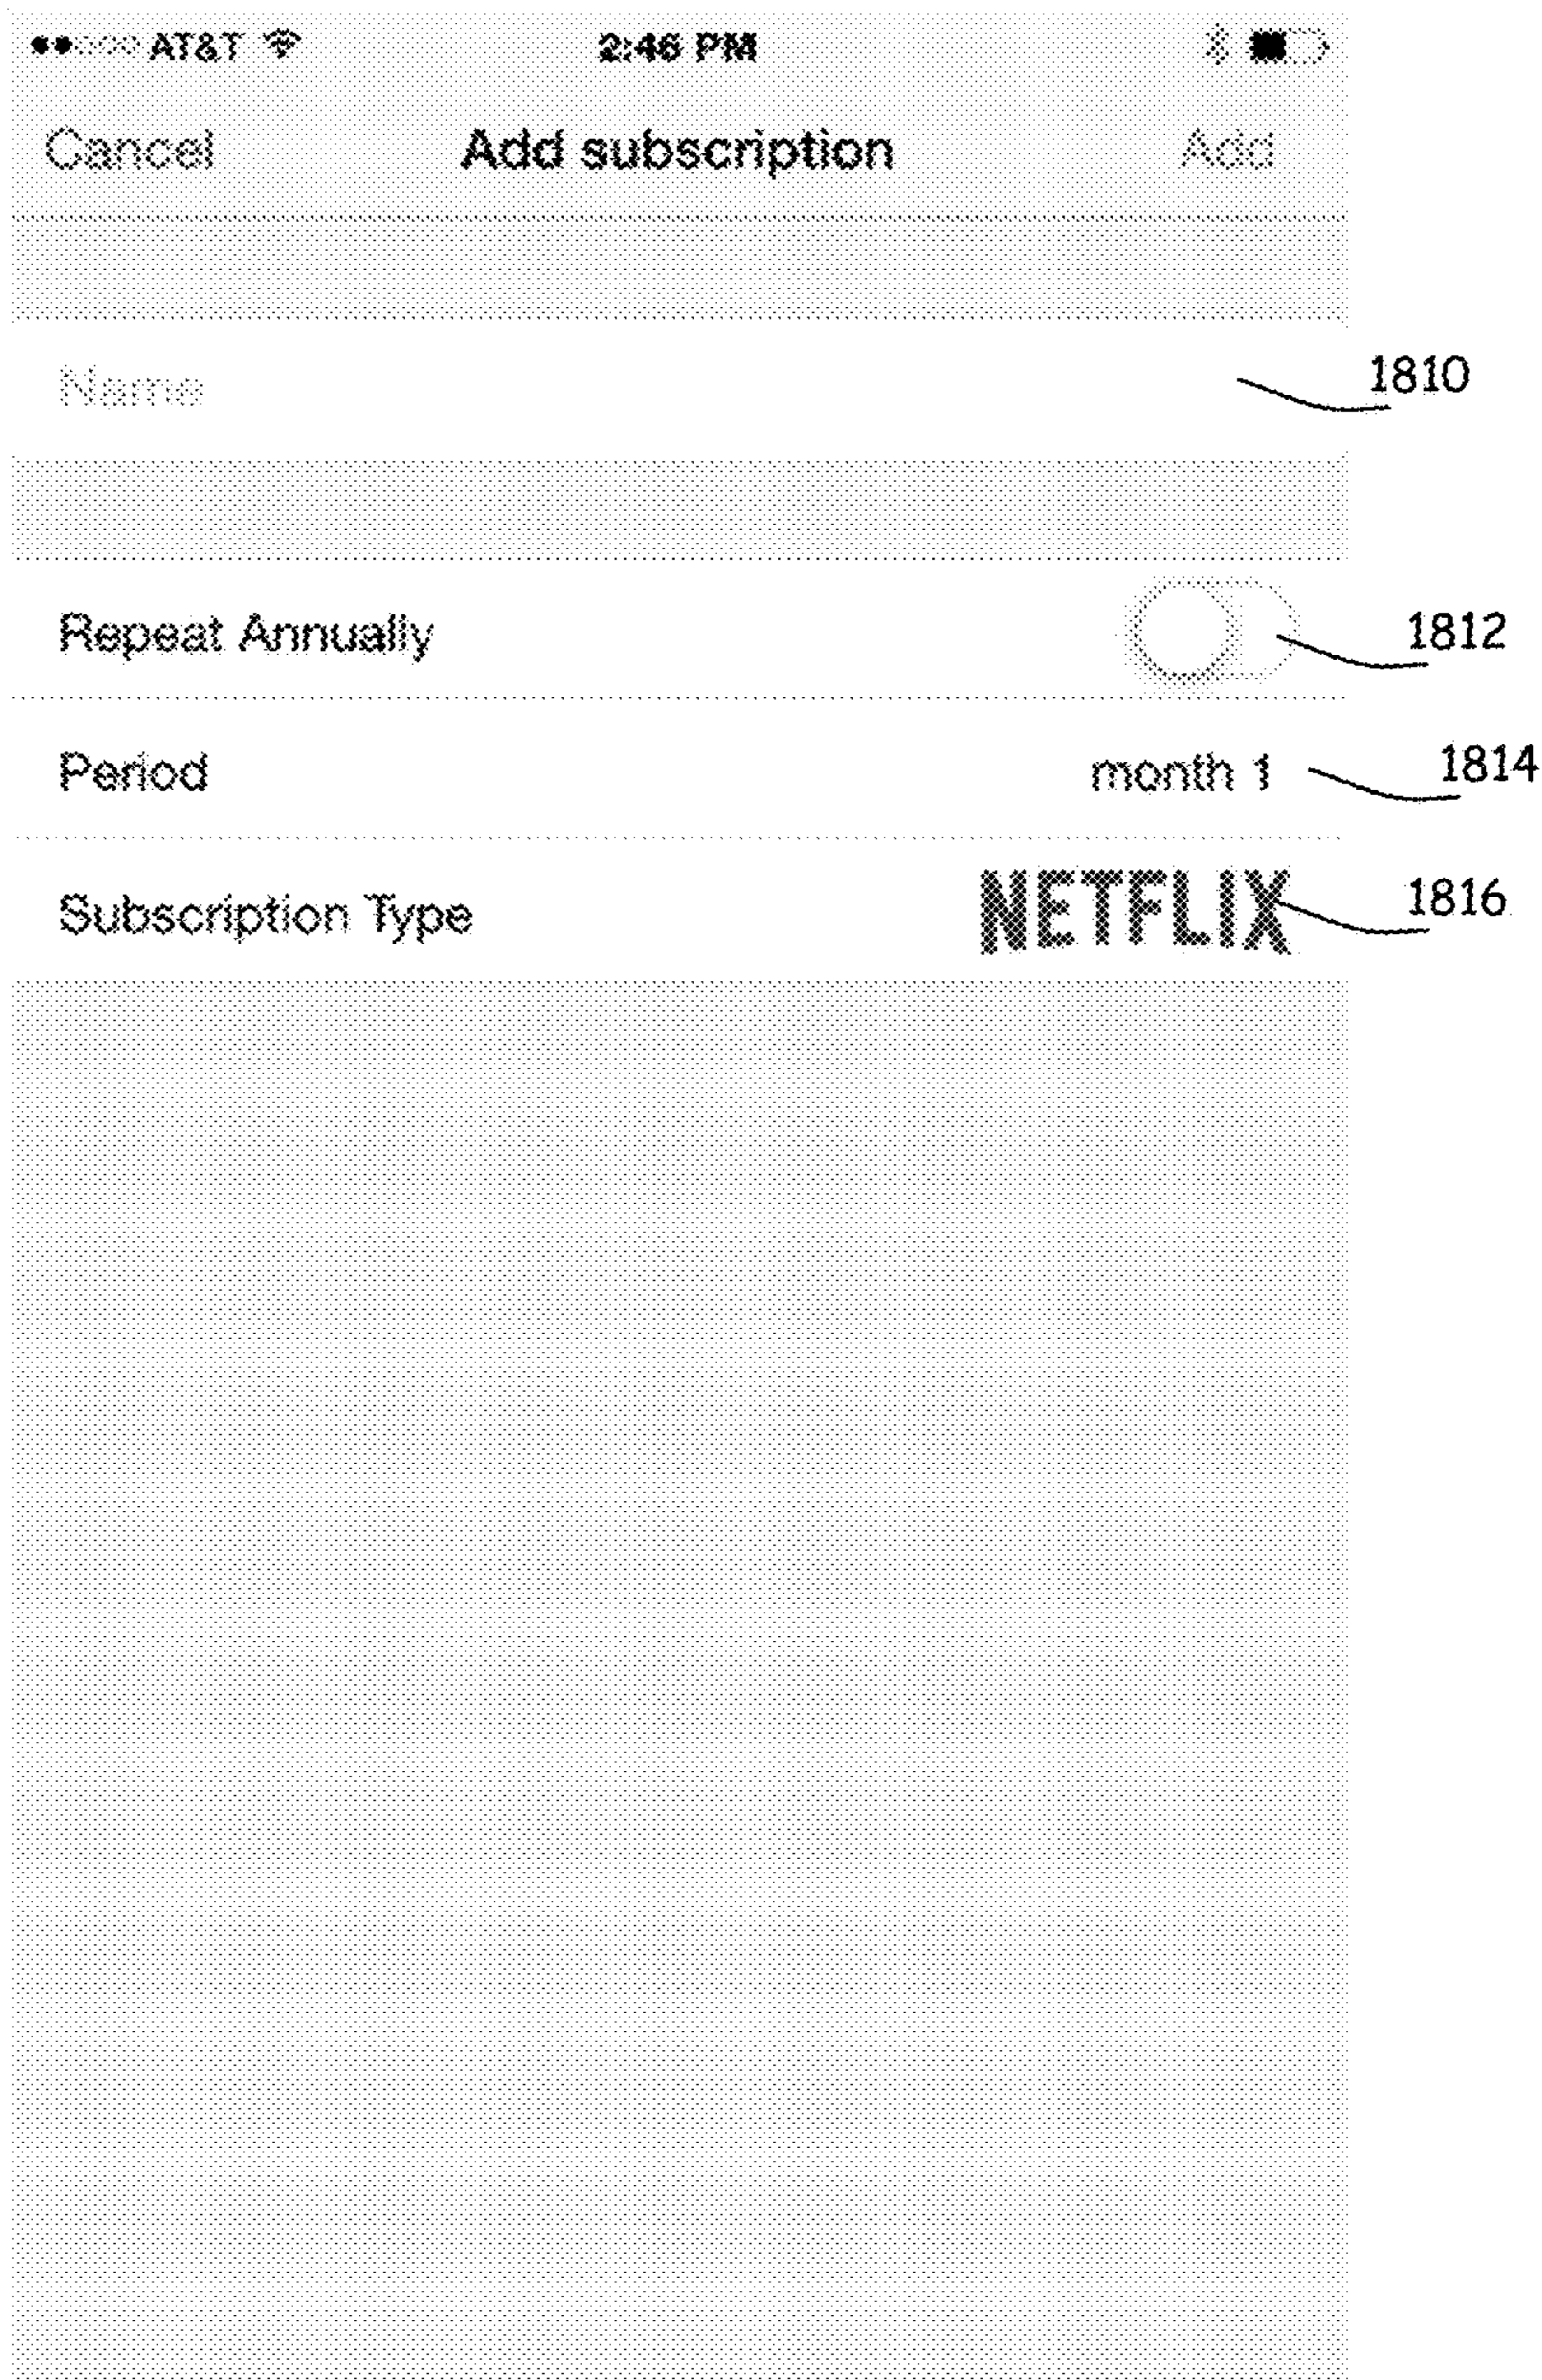 AT&T 2:46 PM
Cancel Add subscription Add
Name 1810
Repeat Annually 1812
Period month 1 1814
Subscription Type NETFLIX 1816